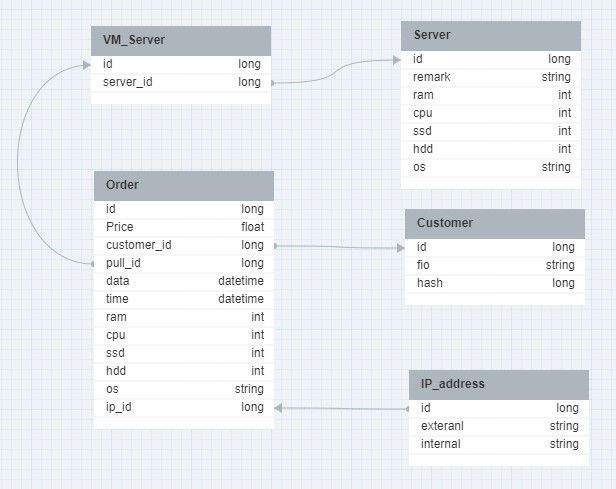 VM_Server
id long
server_id long
Server
id long
remark string
ram int
cpu int
ssd int
hdd int
os string
Order
id long
Price float
customer_id long
pull_id long
data datetime
time datetime
ram int
cpu int
ssd int
hdd int
os string
ip_id long
Customer
id long
fio string
hash long
IP_address
id long
exteranl string
internal string